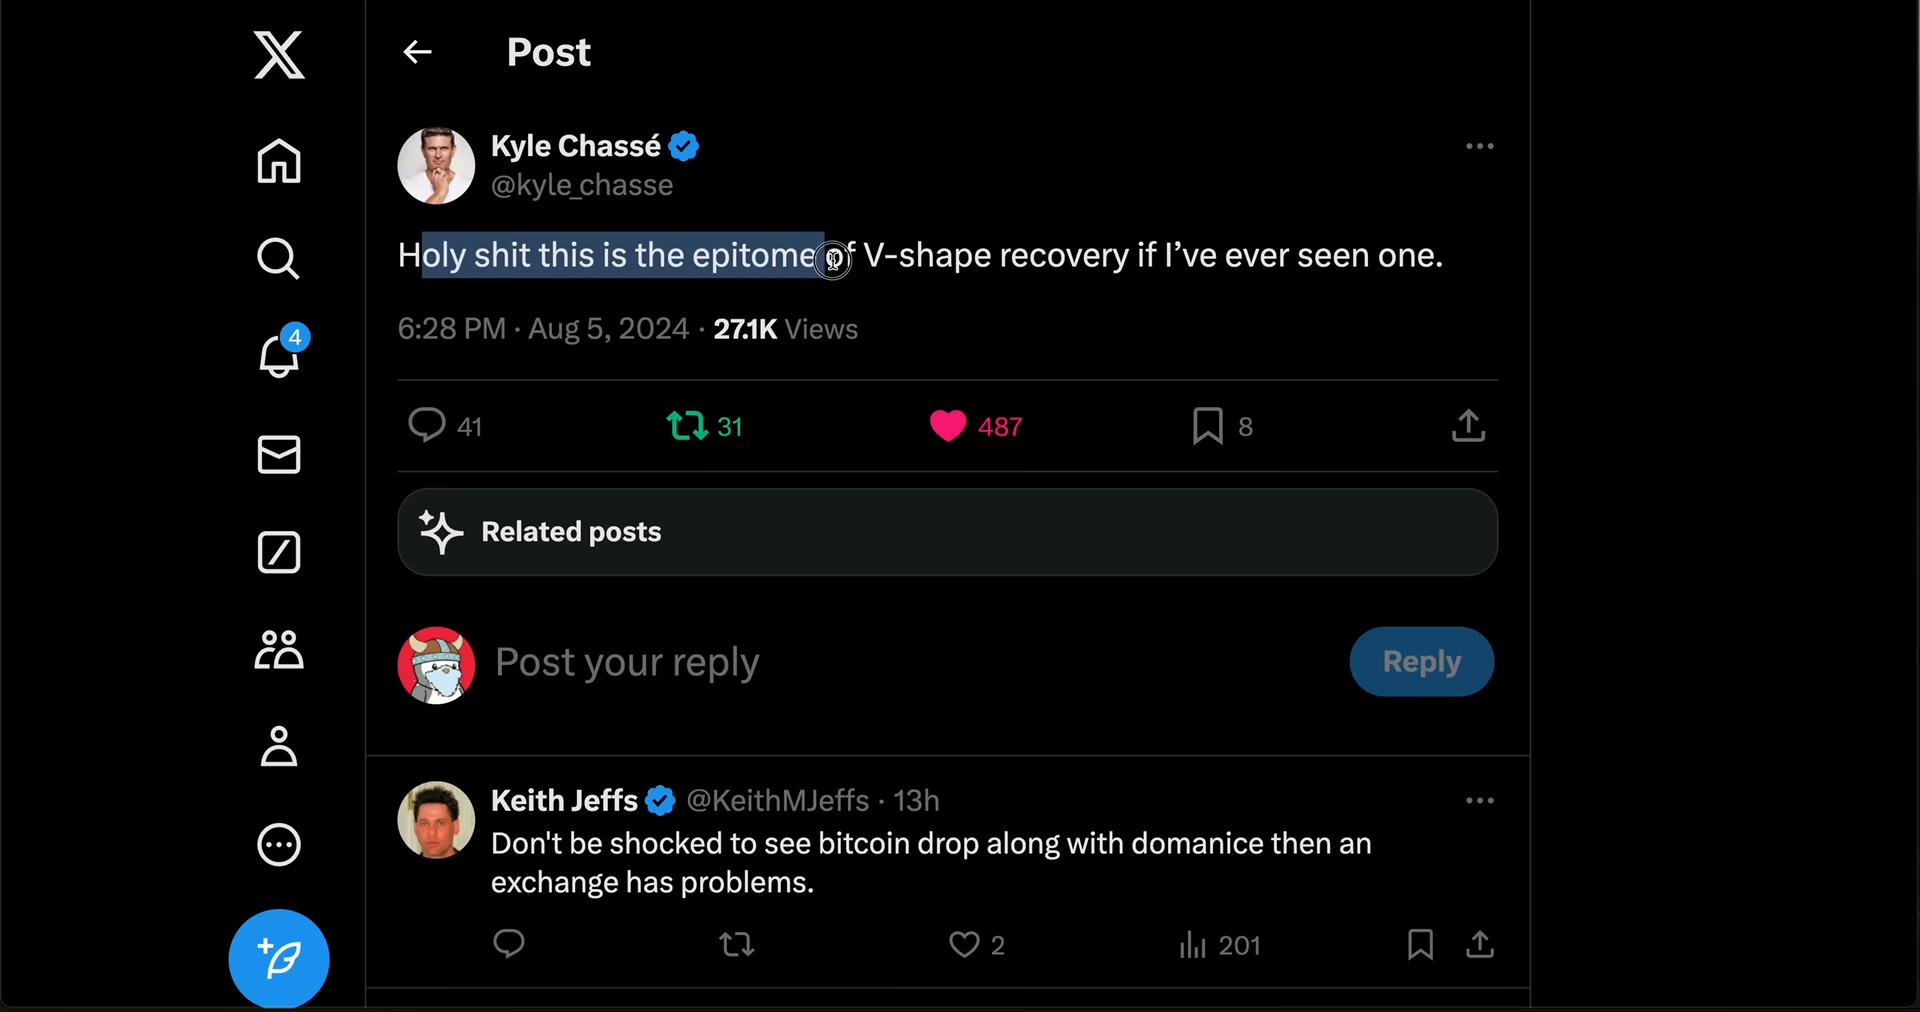 Post
Kyle Chassé
@kyle_chasse
Holy shit this is the epitome of V-shape recovery if I’ve ever seen one.
6:28 PM · Aug 5, 2024 · 27.1K Views
41 31 487 8
Related posts
Post your reply
Reply
4
Keith Jeffs @KeithMJeffs · 13h
Don't be shocked to see bitcoin drop along with domanice then an
exchange has problems.
2 201